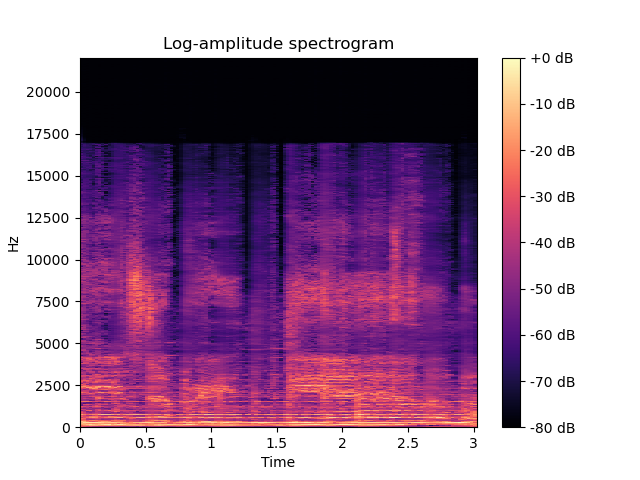 Log-amplitude spectrogram
Hz
20000
17500
15000
12500
10000
7500
5000
2500
0
0 0.5 1 1.5 2 2.5 3
Time
+0 dB
-10 dB
-20 dB
-30 dB
-40 dB
-50 dB
-60 dB
-70 dB
-80 dB